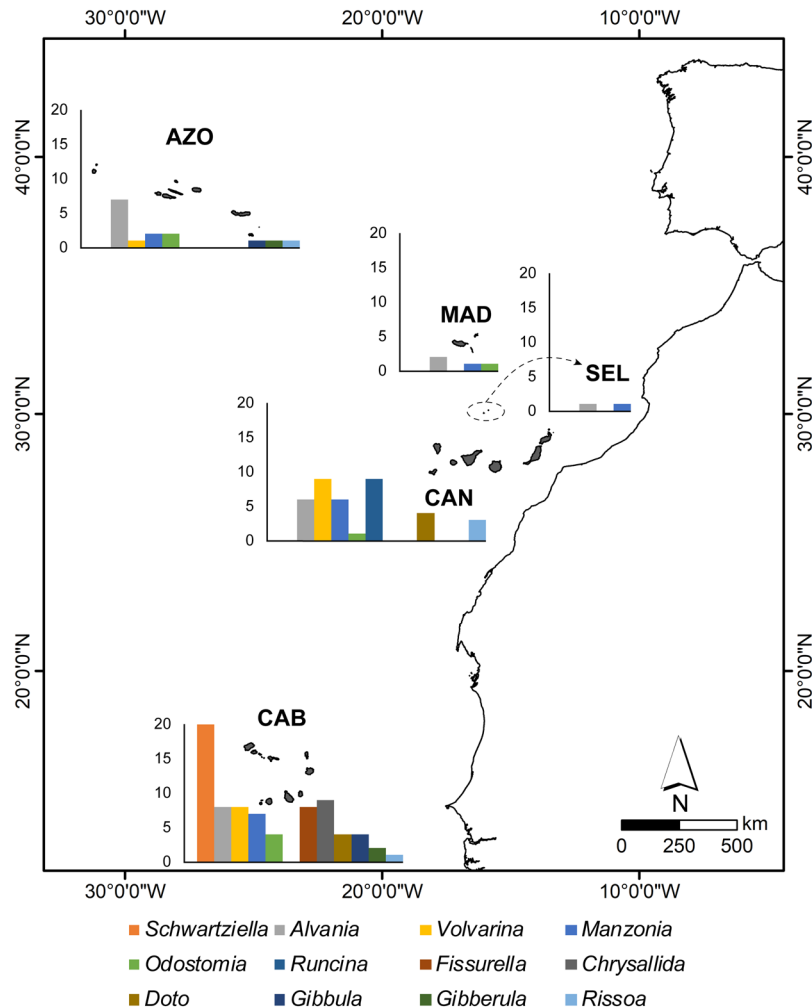 30°0'0"W 20°0'0"W 10°0'0"W
40°0'0"N 40°0'0"N
30°0'0"N 30°0'0"N
20°0'0"N 20°0'0"N
AZO
20
15
10
5
0
MAD
20
15
10
5
0
SEL
20
15
10
5
0
CAN
20
15
10
5
0
CAB
20
15
10
5
0
N
km
0 250 500
30°0'0"W 20°0'0"W 10°0'0"W
Schwartziella Alvania Volvarina Manzonia
Odostomia Runcina Fissurella Chrysallida
Doto Gibbula Gibberula Rissoa